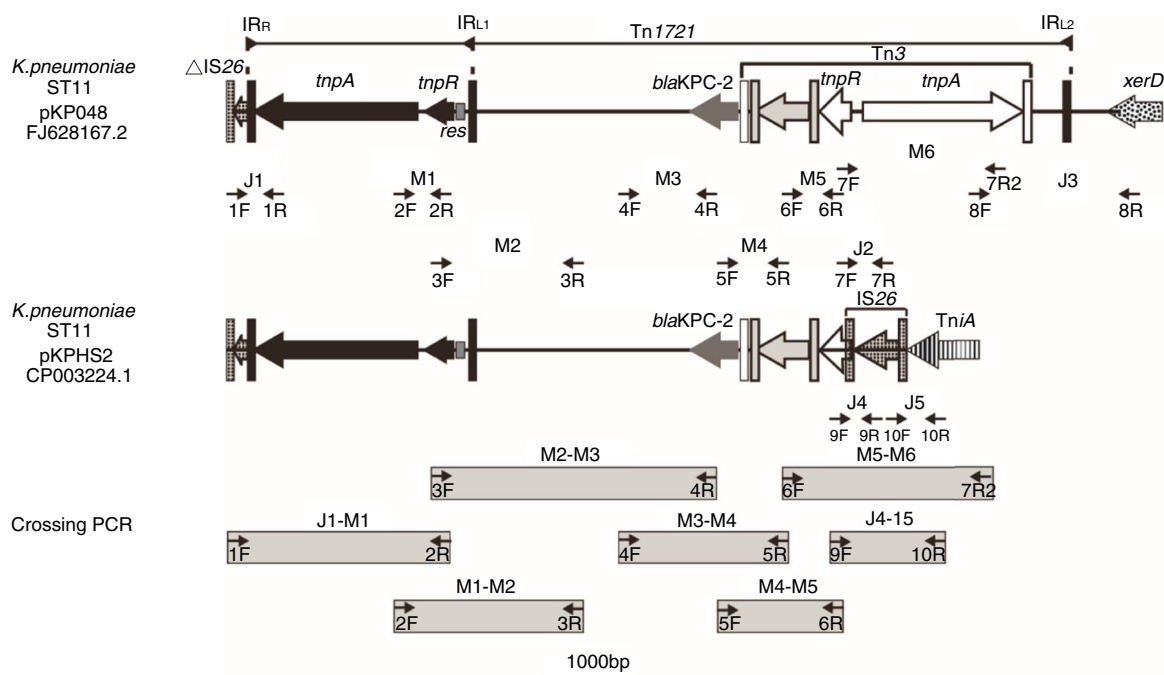 IRR IRL1 Tn1721 IRL2
Tn3
K.pneumoniae
ST11
pKP048
FJ628167.2
△IS26 tnpA tnpR res blaKPC-2 tnpR tnpA xerD
M6
J1 M1 M3 M5 7F 7R2 J3
1F 1R 2F 2R 4F 4R 6F 6R 8F 8R
M2 M4 J2
3F 3R 5F 5R 7F 7R
IS26
K.pneumoniae
ST11
pKPHS2
CP003224.1
blaKPC-2 TniA
J4 J5
9F 9R 10F 10R
M2-M3 M5-M6
3F 4R 6F 7R2
Crossing PCR
J1-M1 M3-M4 J4-15
1F 2R 4F 5R 9F 10R
M1-M2 M4-M5
2F 3R 5F 6R
1000bp